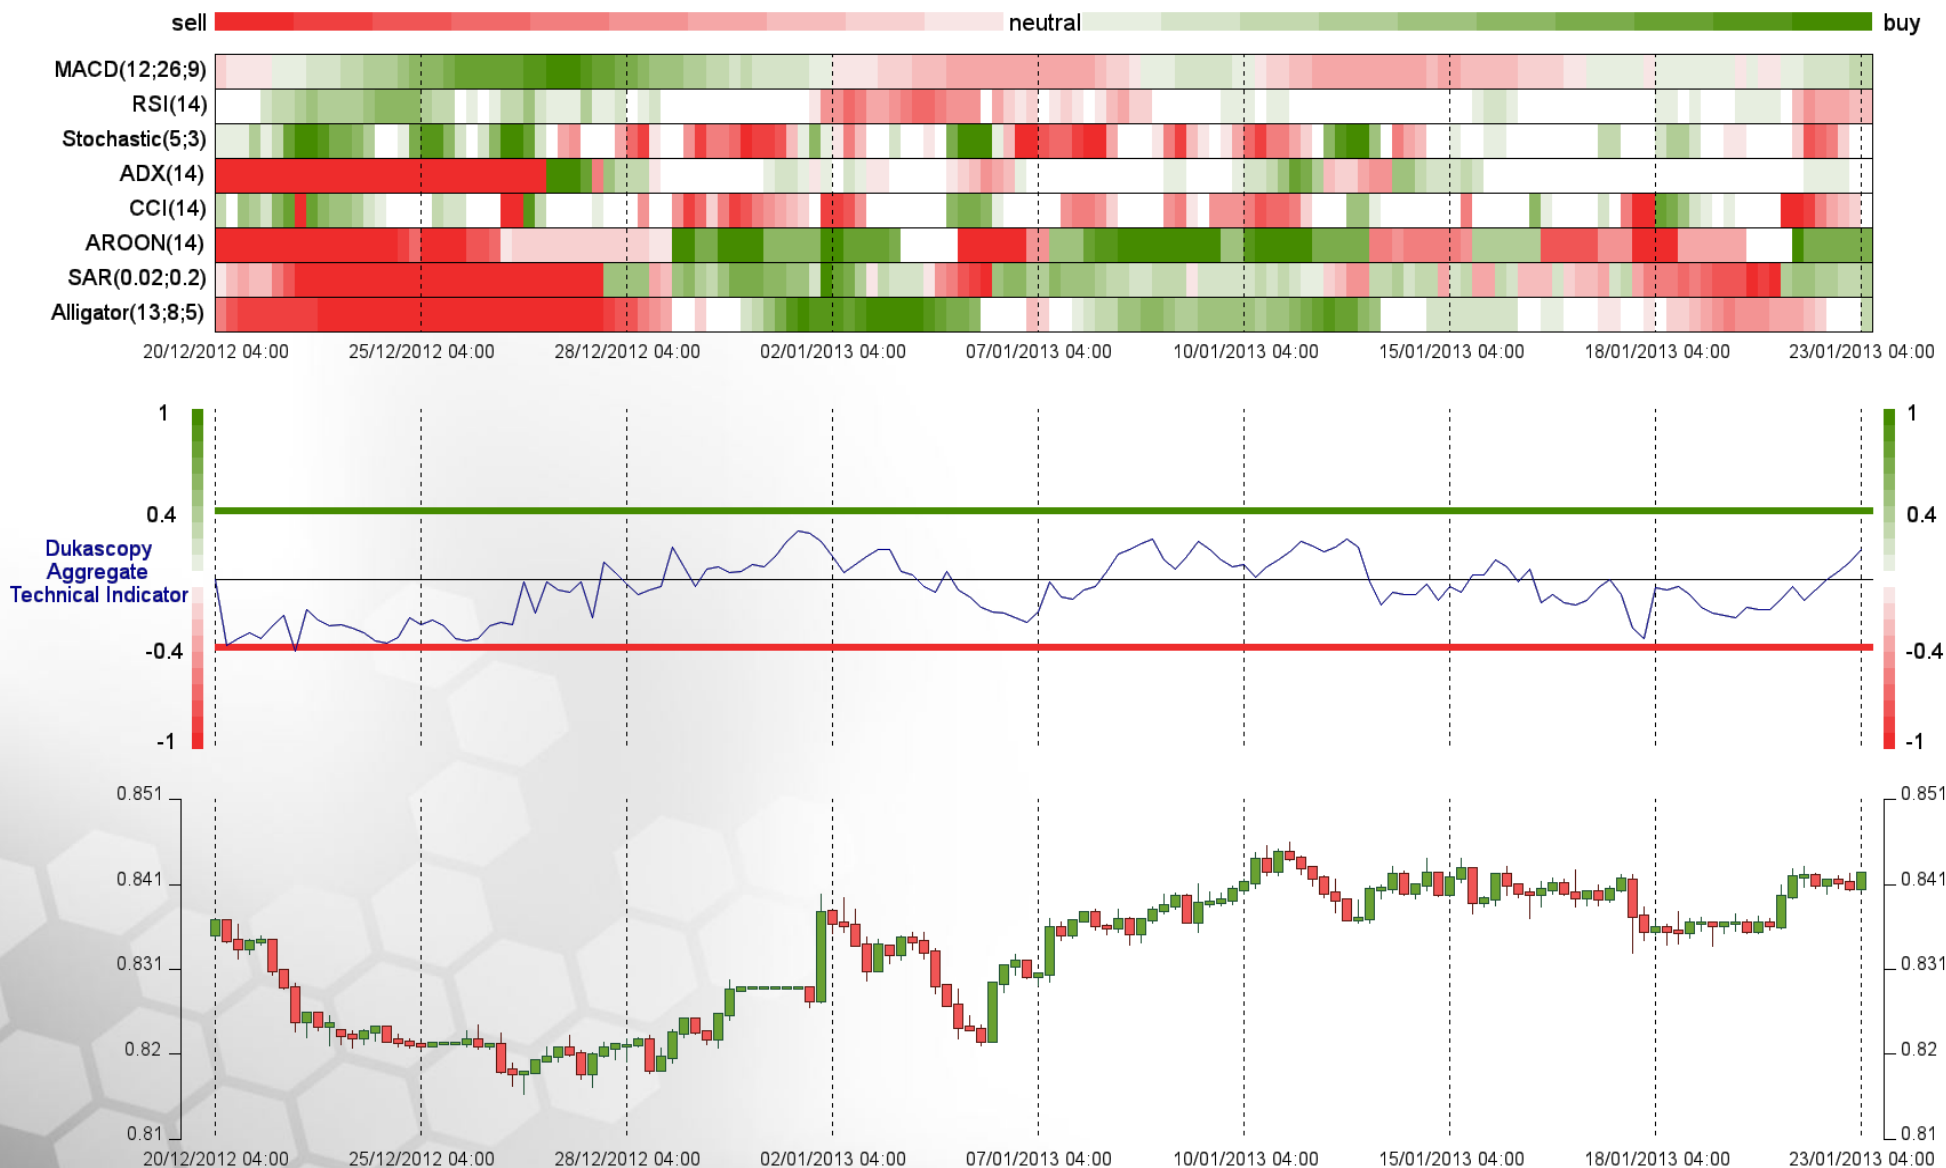 sell neutral buy
MACD(12;26;9)
RSI(14)
Stochastic(5;3)
ADX(14)
CCI(14)
AROON(14)
SAR(0.02;0.2)
Alligator(13;8;5)
20/12/2012 04:00 25/12/2012 04:00 28/12/2012 04:00 02/01/2013 04:00 07/01/2013 04:00 10/01/2013 04:00 15/01/2013 04:00 18/01/2013 04:00 23/01/2013 04:00
1 1
0.4 0.4
Dukascopy
Aggregate
Technical Indicator
-0.4 -0.4
-1 -1
0.851 0.851
0.841 0.841
0.831 0.831
0.82 0.82
0.81 0.81
20/12/2012 04:00 25/12/2012 04:00 28/12/2012 04:00 02/01/2013 04:00 07/01/2013 04:00 10/01/2013 04:00 15/01/2013 04:00 18/01/2013 04:00 23/01/2013 04:00